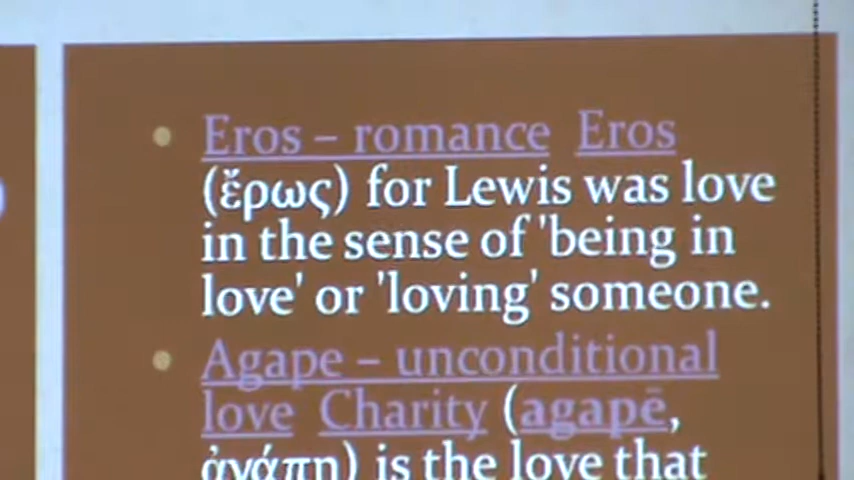 Eros – romance Eros
(ἔρως) for Lewis was love
in the sense of 'being in
love' or 'loving' someone.
Agape – unconditional
love Charity (agapē,
ἀγάπη) is the love that